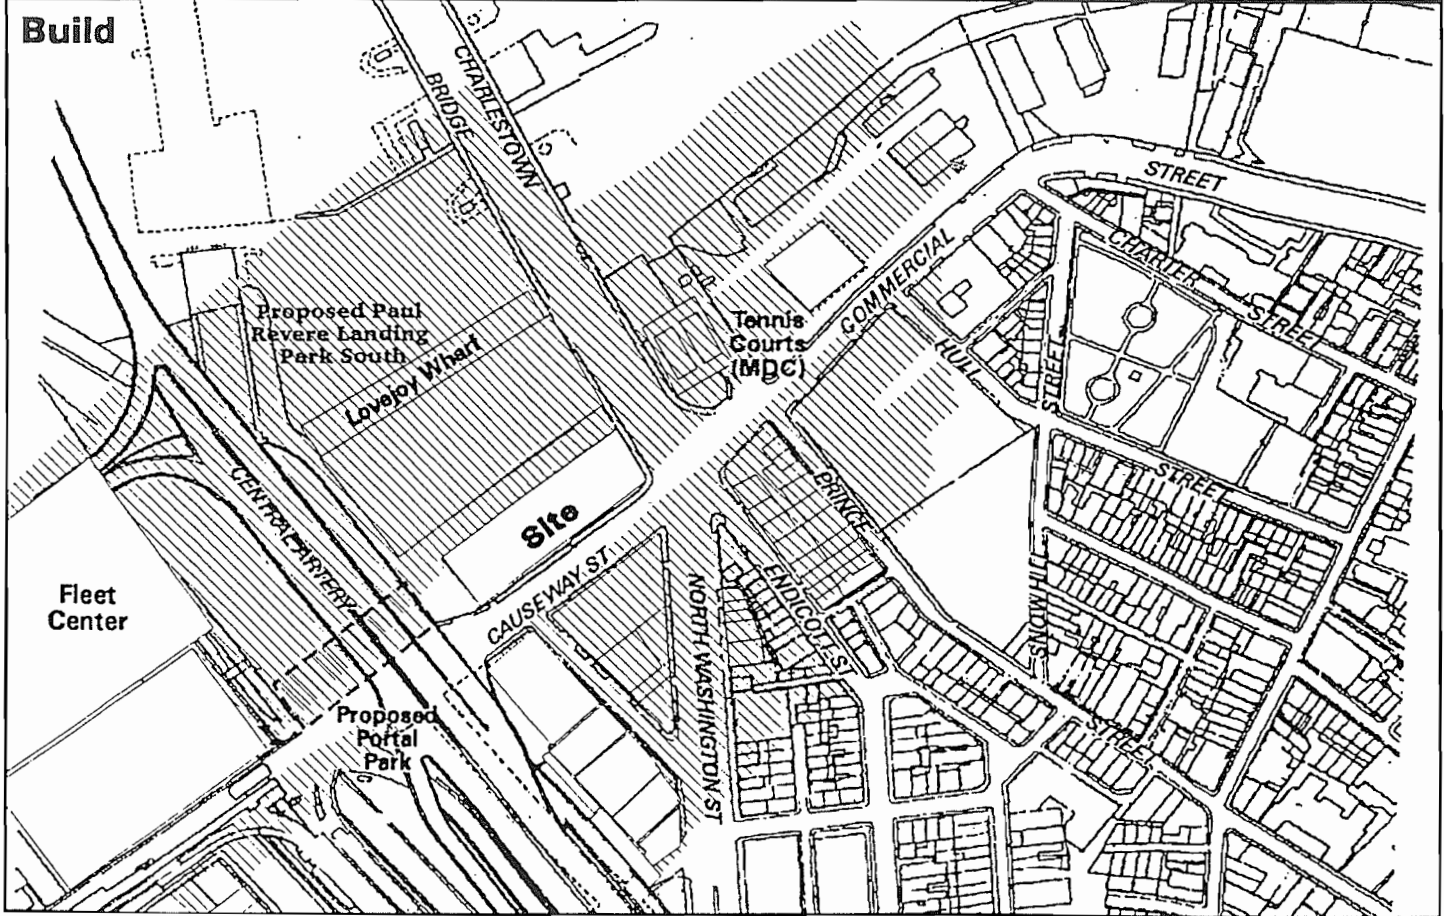 Build
CHARLESTOWN
BRIDGE
STREET
CHARTER
STREET
COMMERCIAL
HULL
STREET
STREET
Proposed Paul
Revere Landing
Park South
Lovejoy Wharf
Tennis
Courts
(MDC)
Site
CENTRAL ARTERY
CAUSEWAY ST.
PRINCE
ENDICOTT ST
NORTH WASHINGTON ST
SNOWHILL
STREET
Fleet
Center
Proposed
Portal
Park